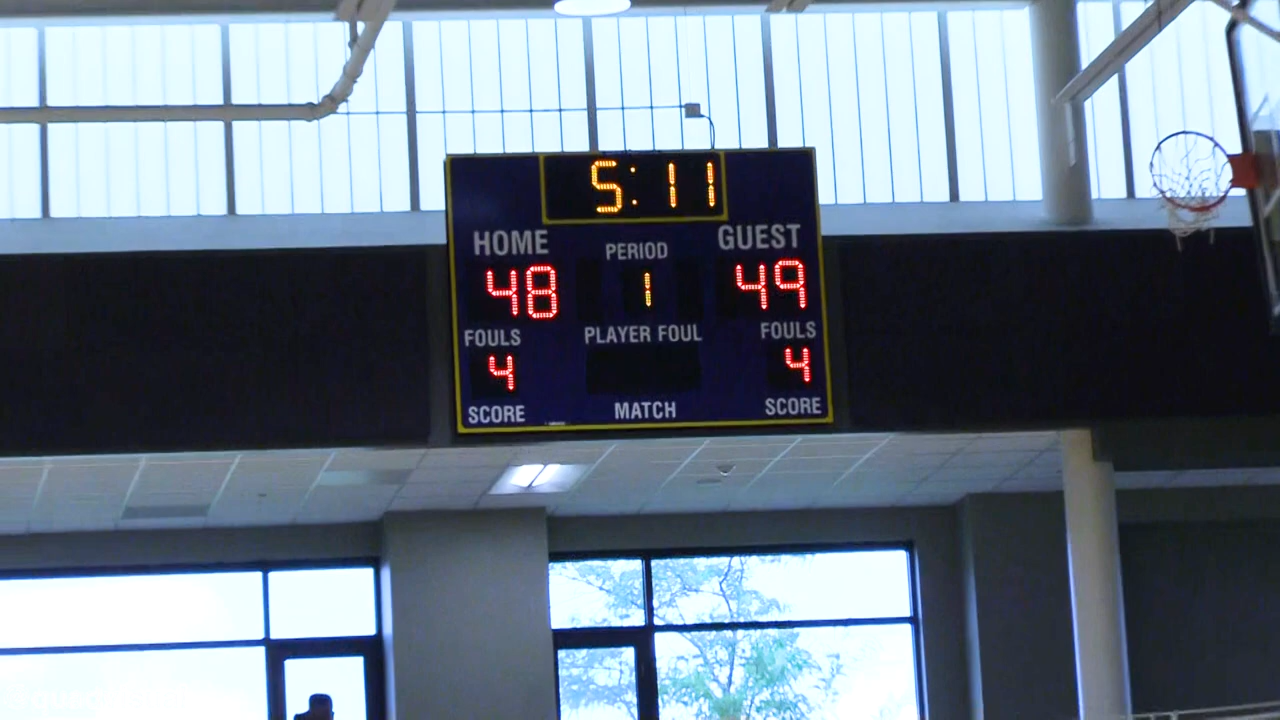 5:11
HOME PERIOD GUEST
48 1 49
FOULS PLAYER FOUL FOULS
4 4
SCORE MATCH SCORE